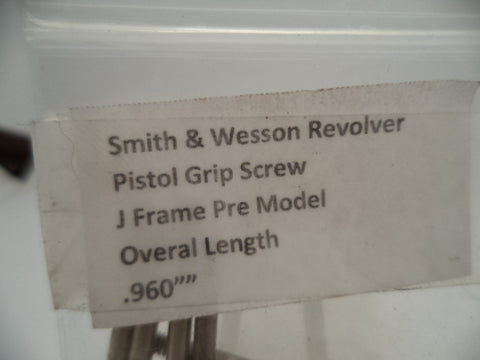 Smith & Wesson Revolver
Pistol Grip Screw
J Frame Pre Model
Overal Length
.960””